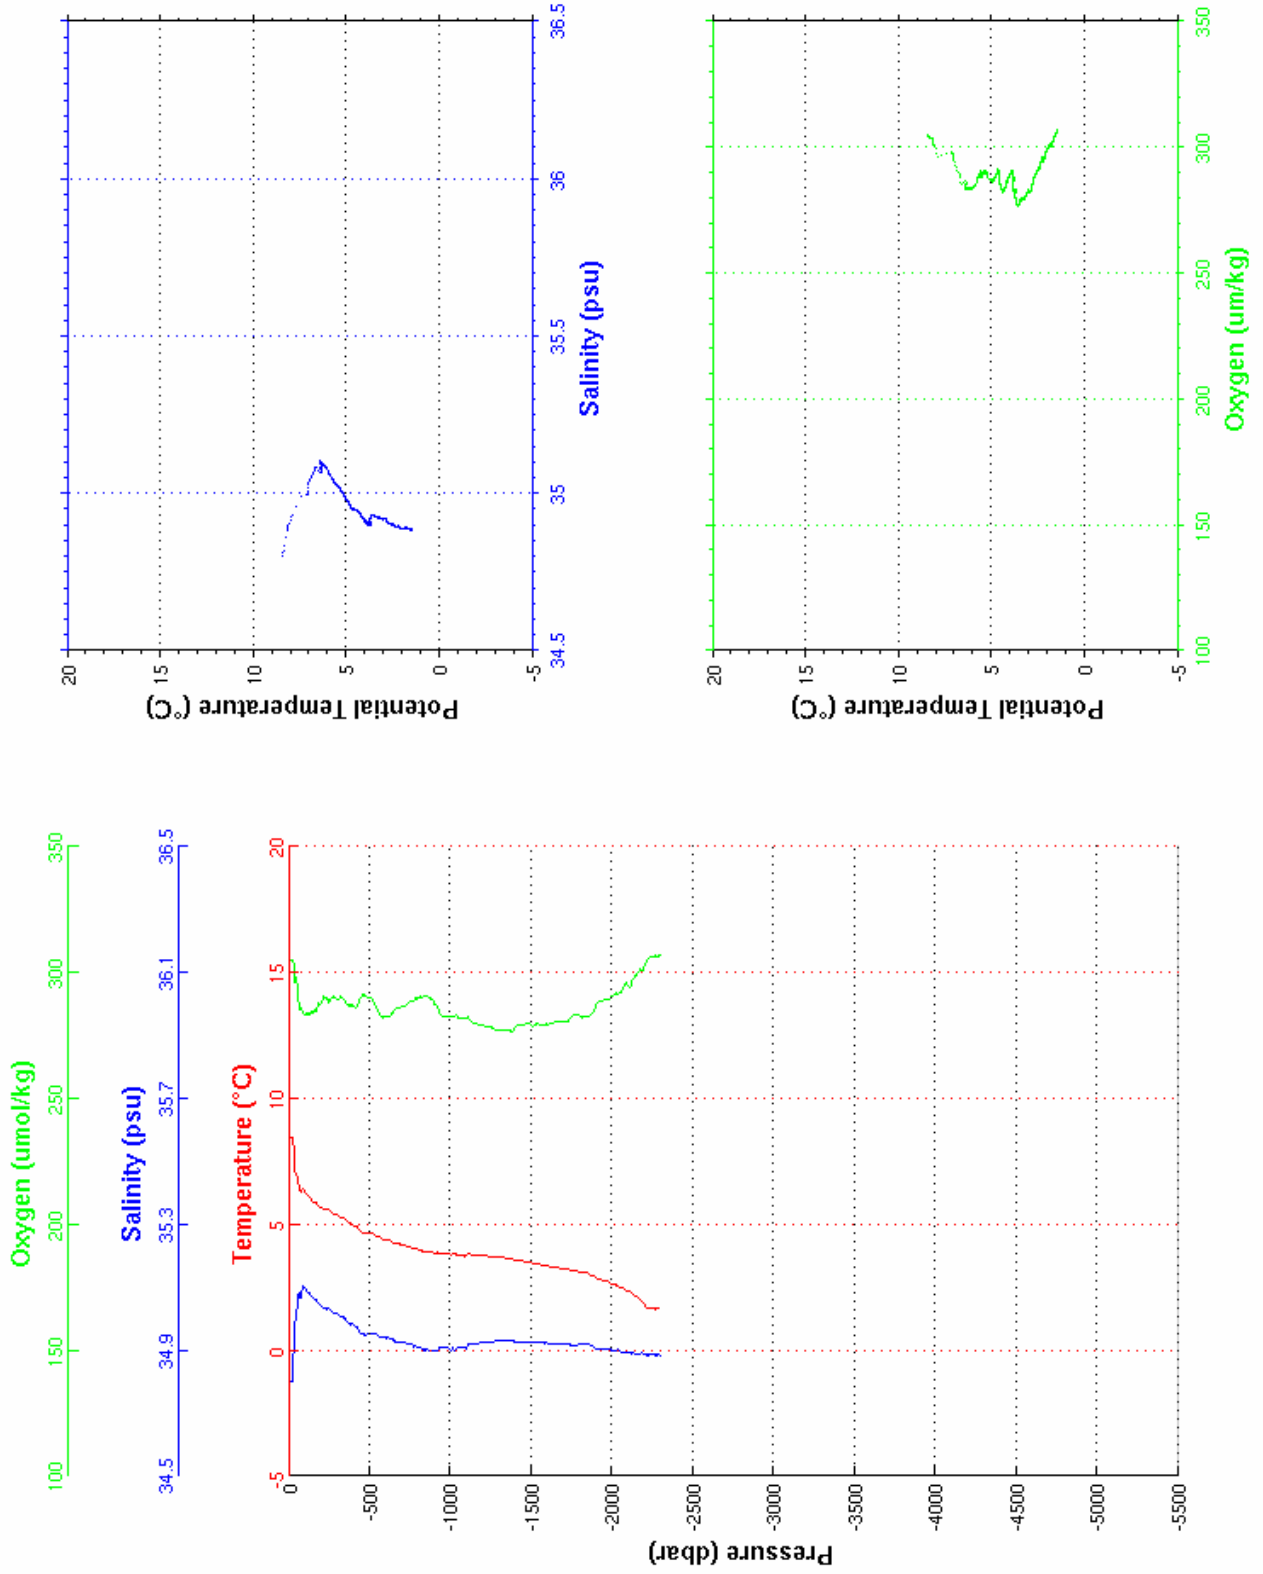 Oxygen (umol/kg)
100 150 200 250 300 350
Salinity (psu)
34.5 34.9 35.3 35.7 36.1 36.5
Temperature (°C)
-5 0 5 10 15 20
0
-500
-1000
-1500
-2000
-2500
-3000
-3500
-4000
-4500
-5000
-5500
Pressure (dbar)
20
15
10
5
0
-5
Potential Temperature (°C)
34.5 35 35.5 36 36.5
Salinity (psu)
20
15
10
5
0
-5
Potential Temperature (°C)
100 150 200 250 300 350
Oxygen (um/kg)